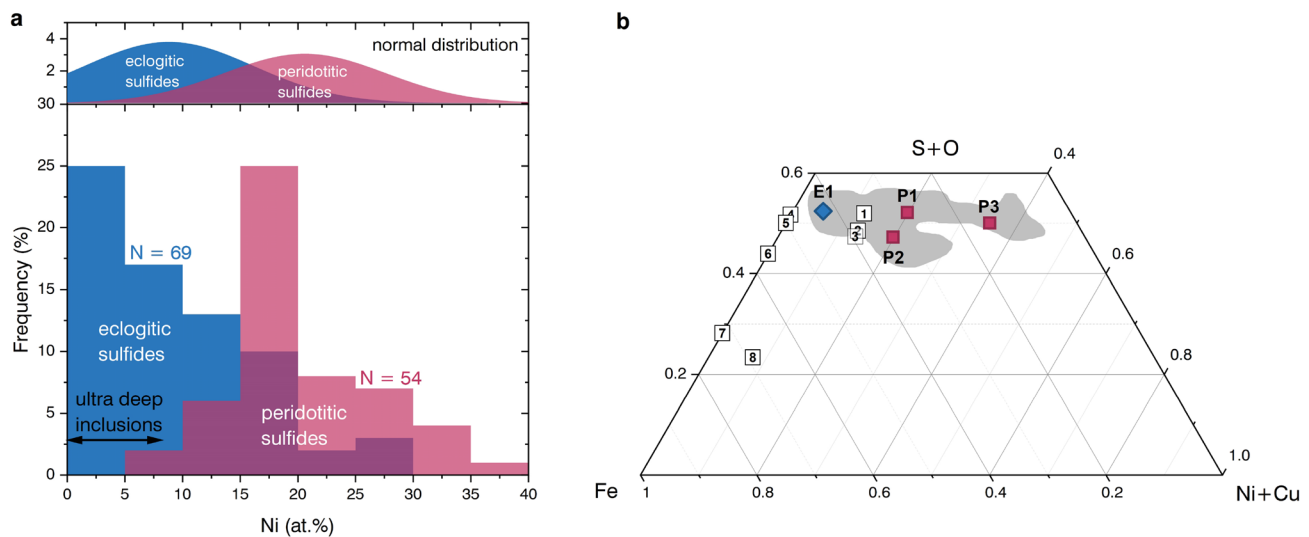 a
4
2
30
normal distribution
eclogitic
sulfides
peridotitic
sulfides
25
20
15
10
5
0
Frequency (%)
N = 69
eclogitic
sulfides
N = 54
ultra deep
inclusions
peridotitic
sulfides
0 5 10 15 20 25 30 35 40
Ni (at.%)
b
S+O
0.6 0.4
E1 P1 P3
4 1
5 2
3
P2
6
0.4 0.6
7
8
0.2 0.8
1.0
Fe 1 0.8 0.6 0.4 0.2 Ni+Cu